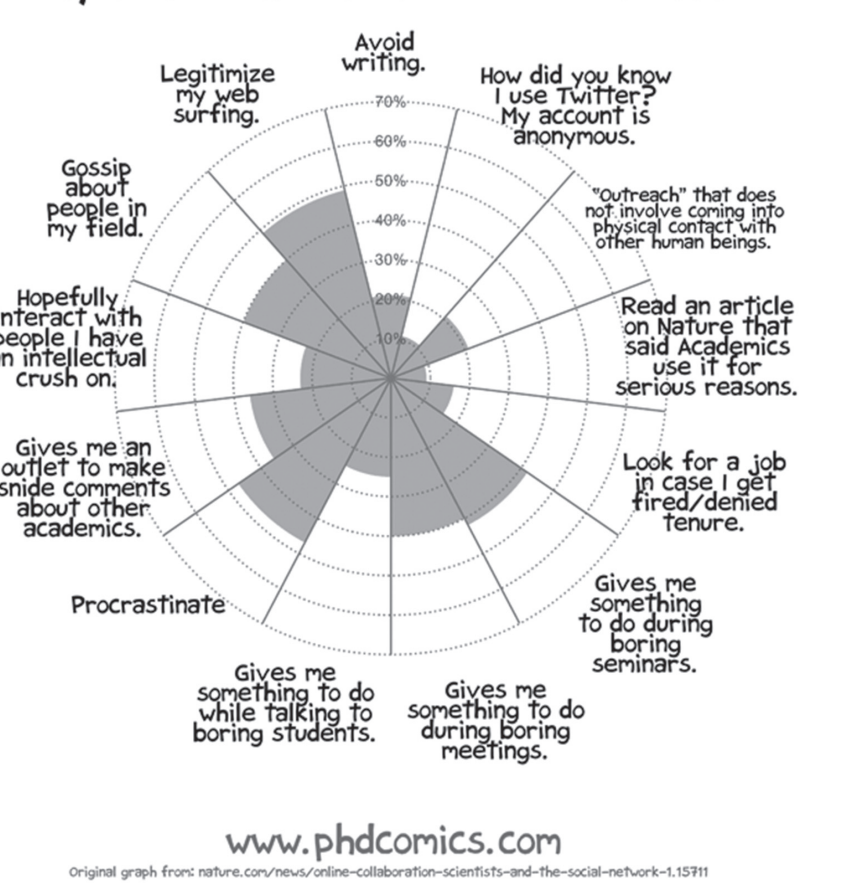 Avoid
writing.
How did you know
I use Twitter?
My account is
anonymous.
"Outreach" that does
not involve coming into
physical contact with
other human beings.
Read an article
on Nature that
said Academics
use it for
serious reasons.
Look for a job
in case I get
fired/denied
tenure.
Gives me
something
to do during
boring
seminars.
Gives me
something to do
during boring
meetings.
Gives me
something to do
while talking to
boring students.
Procrastinate
Gives me an
outlet to make
snide comments
about other
academics.
Hopefully
nteract with
people I have
n intellectual
crush on.
Gossip
about
people in
my field.
Legitimize
my web
surfing.
70%
60%
50%
40%
30%
20%
10%
www.phdcomics.com
Original graph from: nature.com/news/online-collaboration-scientists-and-the-social-network-1.15711